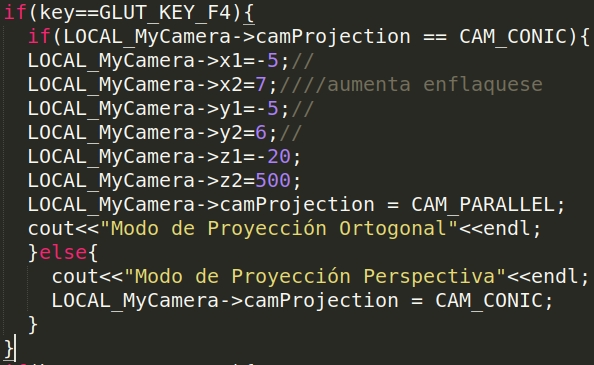 if(key==GLUT_KEY_F4){
if(LOCAL_MyCamera->camProjection == CAM_CONIC){
LOCAL_MyCamera->x1=-5;//
LOCAL_MyCamera->x2=7;////aumenta enflaquese
LOCAL_MyCamera->y1=-5;//
LOCAL_MyCamera->y2=6;//
LOCAL_MyCamera->z1=-20;
LOCAL_MyCamera->z2=500;
LOCAL_MyCamera->camProjection = CAM_PARALLEL;
cout<<"Modo de Proyección Ortogonal"<<endl;
}else{
cout<<"Modo de Proyección Perspectiva"<<endl;
LOCAL_MyCamera->camProjection = CAM_CONIC;
}
}